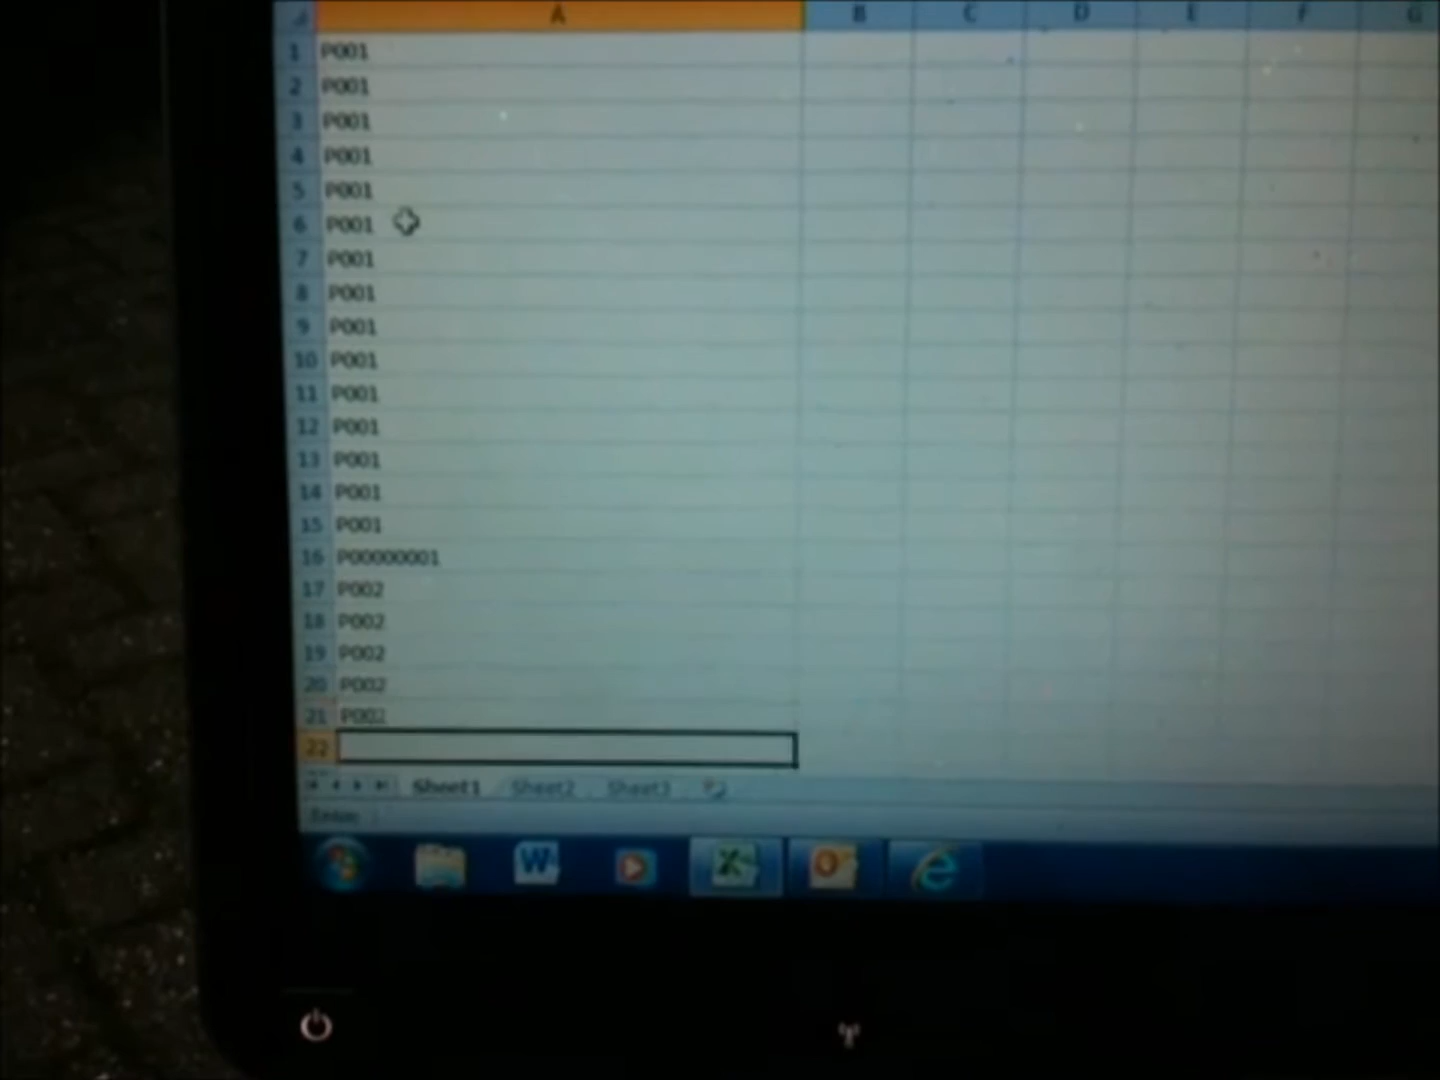 A B C D E F G
1 P001
2 P001
3 P001
4 P001
5 P001
6 P001
7 P001
8 P001
9 P001
10 P001
11 P001
12 P001
13 P001
14 P001
15 P001
16 P00000001
17 P002
18 P002
19 P002
20 P002
21 P002
22
Sheet1 Sheet2 Sheet3
Enter